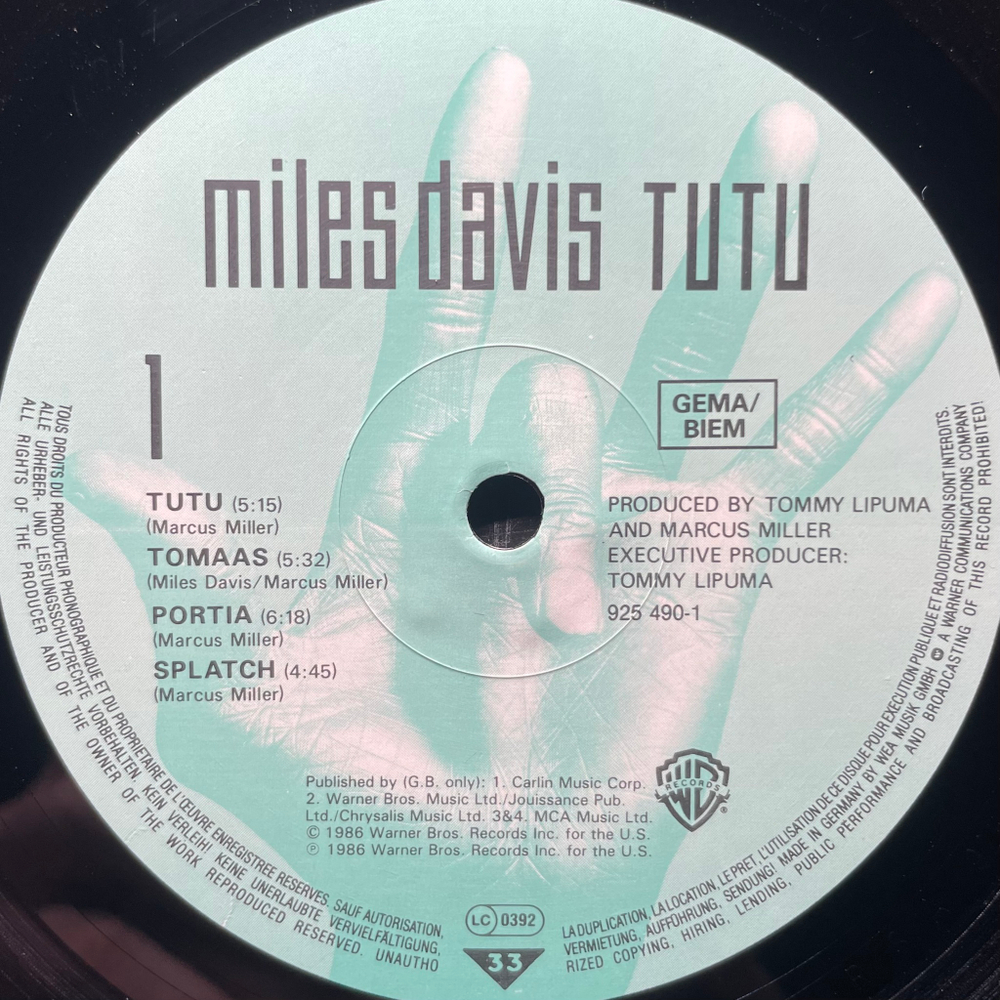 miles davis TUTU
1
GEMA/
BIEM
TUTU (5:15)
(Marcus Miller)
TOMAAS (5:32)
(Miles Davis/Marcus Miller)
PORTIA (6:18)
(Marcus Miller)
SPLATCH (4:45)
(Marcus Miller)
PRODUCED BY TOMMY LIPUMA
AND MARCUS MILLER
EXECUTIVE PRODUCER:
TOMMY LIPUMA
925 490-1
Published by (G.B. only): 1. Carlin Music Corp.
2. Warner Bros. Music Ltd./Jouissance Pub.
Ltd./Chrysalis Music Ltd. 3&4. MCA Music Ltd.
© 1986 Warner Bros. Records Inc. for the U.S.
℗ 1986 Warner Bros. Records Inc. for the U.S.
WB RECORDS ®
LC 0392
33
TOUS DROITS DU PRODUCTEUR PHONOGRAPHIQUE ET DU PROPRIETAIRE DE L'ŒUVRE ENREGISTREE RESERVES. SAUF AUTORISATION,
LA DUPLICATION, LA LOCATION, LE PRET, L'UTILISATION DE CE DISQUE POUR EXECUTION PUBLIQUE ET RADIODIFFUSION SONT INTERDITS.
ALLE URHEBER- UND LEISTUNGSSCHUTZRECHTE VORBEHALTEN. KEIN VERLEIH! KEINE UNERLAUBTE VERVIELFÄLTIGUNG,
VERMIETUNG, AUFFÜHRUNG, SENDUNG! MADE IN GERMANY BY WEA MUSIK GMBH A WARNER COMMUNICATIONS COMPANY
ALL RIGHTS OF THE PRODUCER AND OF THE OWNER OF THE WORK REPRODUCED RESERVED. UNAUTHO
RIZED COPYING, HIRING, LENDING, PUBLIC PERFORMANCE AND BROADCASTING OF THIS RECORD PROHIBITED!